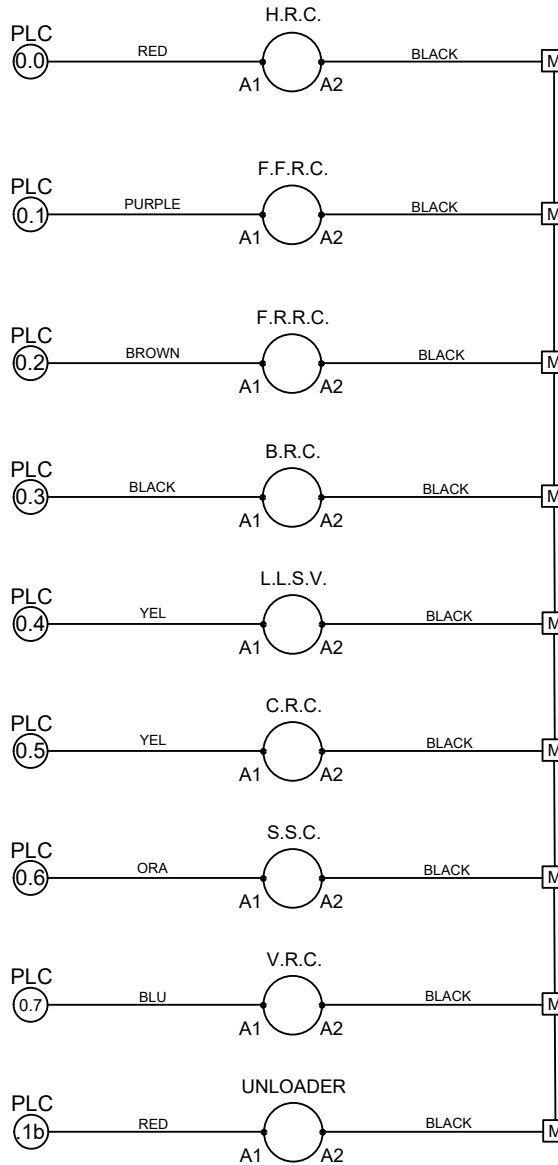 H.R.C.
PLC
0.0 RED A1 A2 BLACK M
F.F.R.C.
PLC
0.1 PURPLE A1 A2 BLACK M
F.R.R.C.
PLC
0.2 BROWN A1 A2 BLACK M
B.R.C.
PLC
0.3 BLACK A1 A2 BLACK M
L.L.S.V.
PLC
0.4 YEL A1 A2 BLACK M
C.R.C.
PLC
0.5 YEL A1 A2 BLACK M
S.S.C.
PLC
0.6 ORA A1 A2 BLACK M
V.R.C.
PLC
0.7 BLU A1 A2 BLACK M
UNLOADER
PLC
.1b RED A1 A2 BLACK M